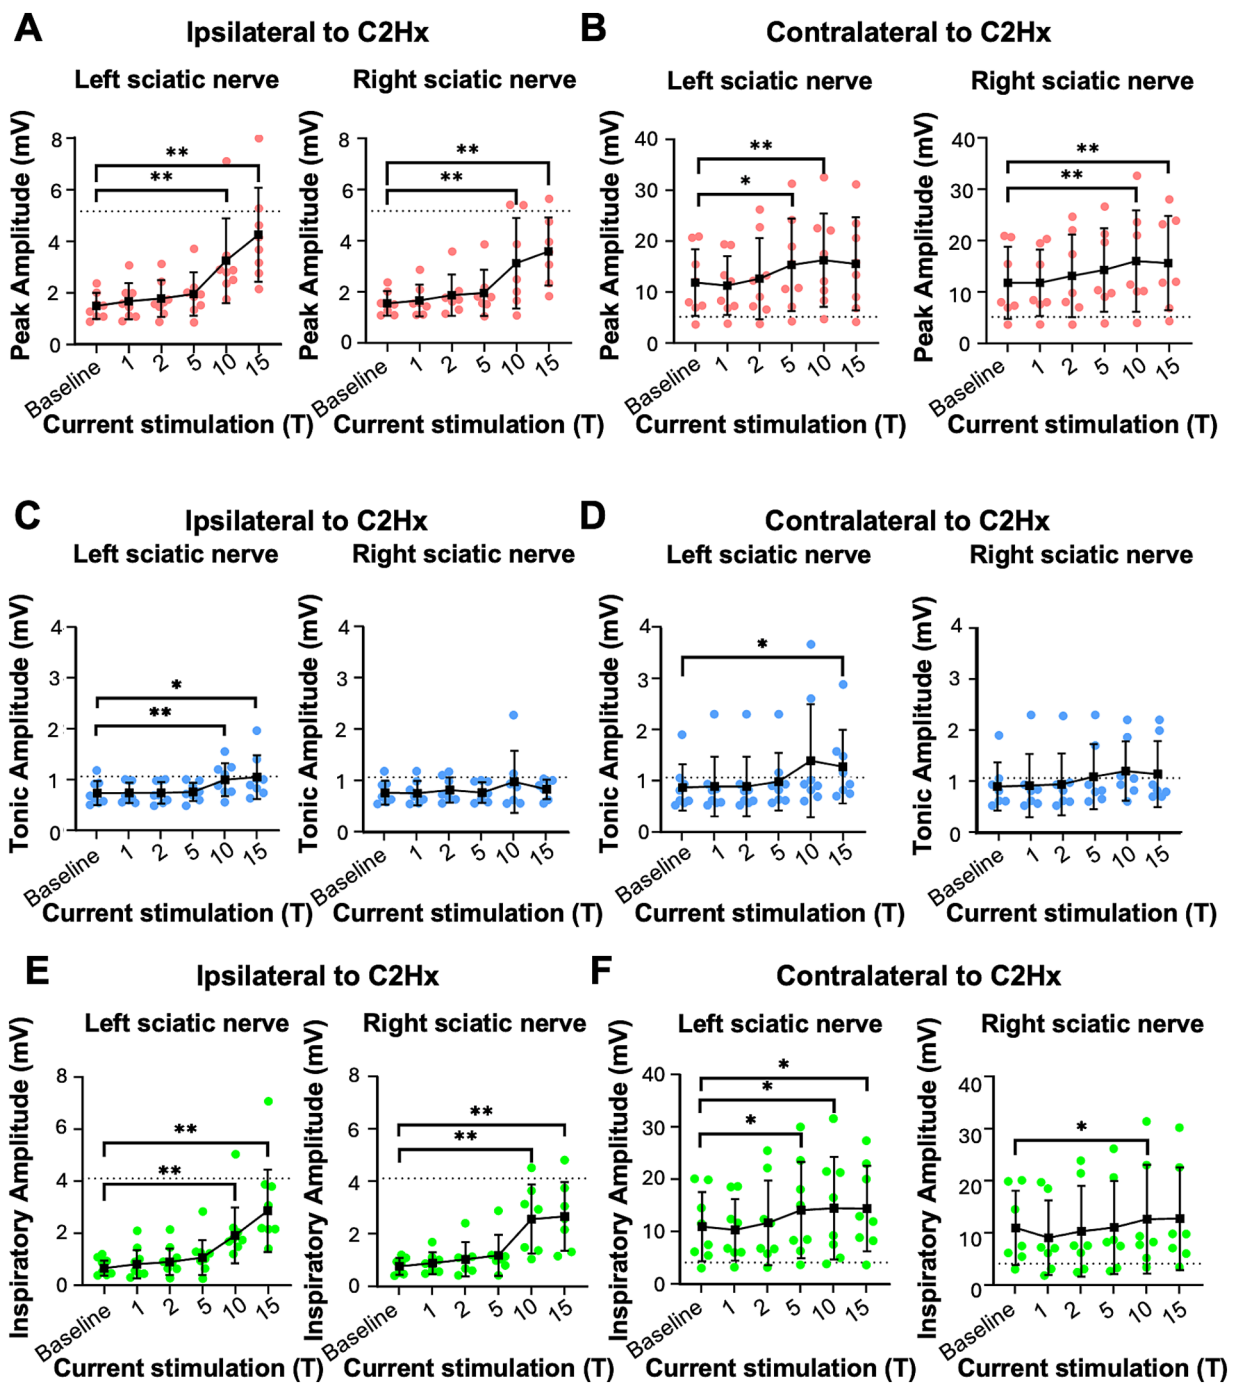 A
Ipsilateral to C2Hx
B
Contralateral to C2Hx
Left sciatic nerve
Right sciatic nerve
Left sciatic nerve
Right sciatic nerve
Peak Amplitude (mV)
8
6
4
2
0
**
**
Baseline 1 2 5 10 15
Current stimulation (T)
Peak Amplitude (mV)
8
6
4
2
0
**
**
Baseline 1 2 5 10 15
Current stimulation (T)
Peak Amplitude (mV)
40
30
20
10
0
**
*
Baseline 1 2 5 10 15
Current stimulation (T)
Peak Amplitude (mV)
40
30
20
10
0
**
**
Baseline 1 2 5 10 15
Current stimulation (T)
C
Ipsilateral to C2Hx
D
Contralateral to C2Hx
Left sciatic nerve
Right sciatic nerve
Left sciatic nerve
Right sciatic nerve
Tonic Amplitude (mV)
4
3
2
1
0
*
**
Baseline 1 2 5 10 15
Current stimulation (T)
Tonic Amplitude (mV)
4
3
2
1
0
Baseline 1 2 5 10 15
Current stimulation (T)
Tonic Amplitude (mV)
4
3
2
1
0
*
Baseline 1 2 5 10 15
Current stimulation (T)
Tonic Amplitude (mV)
4
3
2
1
0
Baseline 1 2 5 10 15
Current stimulation (T)
E
Ipsilateral to C2Hx
F
Contralateral to C2Hx
Left sciatic nerve
Right sciatic nerve
Left sciatic nerve
Right sciatic nerve
Inspiratory Amplitude (mV)
8
6
4
2
0
**
**
Baseline 1 2 5 10 15
Current stimulation (T)
Inspiratory Amplitude (mV)
8
6
4
2
0
**
**
Baseline 1 2 5 10 15
Current stimulation (T)
Inspiratory Amplitude (mV)
40
30
20
10
0
*
*
*
Baseline 1 2 5 10 15
Current stimulation (T)
Inspiratory Amplitude (mV)
40
30
20
10
0
*
Baseline 1 2 5 10 15
Current stimulation (T)